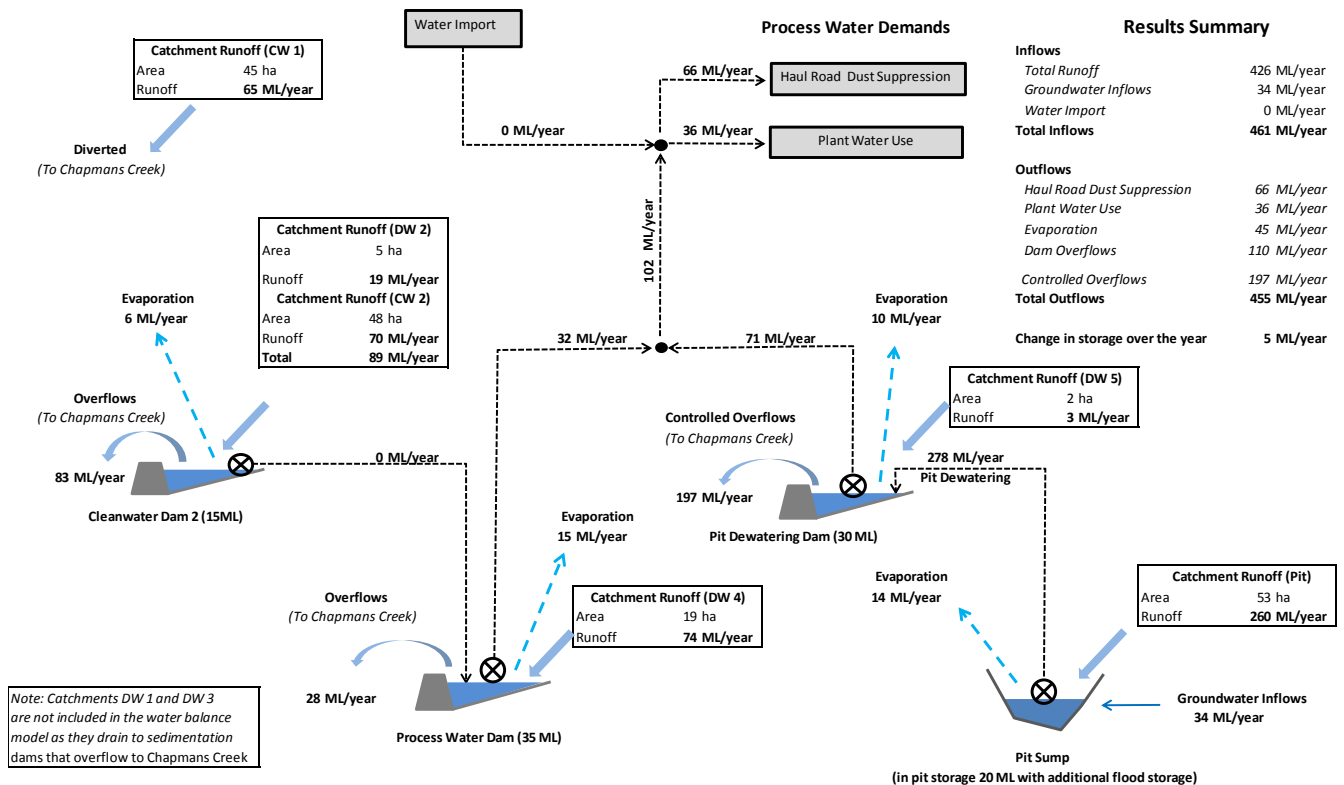 Water Import
Process Water Demands
Results Summary
Catchment Runoff (CW 1)
Area 45 ha
Runoff 65 ML/year
Diverted
(To Chapmans Creek)
0 ML/year
66 ML/year
Haul Road Dust Suppression
36 ML/year
Plant Water Use
102 ML/year
Inflows
Total Runoff 426 ML/year
Groundwater Inflows 34 ML/year
Water Import 0 ML/year
Total Inflows 461 ML/year
Outflows
Haul Road Dust Suppression 66 ML/year
Plant Water Use 36 ML/year
Evaporation 45 ML/year
Dam Overflows 110 ML/year
Controlled Overflows 197 ML/year
Total Outflows 455 ML/year
Change in storage over the year 5 ML/year
Catchment Runoff (DW 2)
Area 5 ha
Runoff 19 ML/year
Catchment Runoff (CW 2)
Area 48 ha
Runoff 70 ML/year
Total 89 ML/year
Evaporation
6 ML/year
Overflows
(To Chapmans Creek)
83 ML/year
Cleanwater Dam 2 (15ML)
0 ML/year
32 ML/year
71 ML/year
Evaporation
10 ML/year
Catchment Runoff (DW 5)
Area 2 ha
Runoff 3 ML/year
Controlled Overflows
(To Chapmans Creek)
197 ML/year
Pit Dewatering Dam (30 ML)
278 ML/year
Pit Dewatering
Evaporation
15 ML/year
Overflows
(To Chapmans Creek)
28 ML/year
Process Water Dam (35 ML)
Catchment Runoff (DW 4)
Area 19 ha
Runoff 74 ML/year
Evaporation
14 ML/year
Catchment Runoff (Pit)
Area 53 ha
Runoff 260 ML/year
Groundwater Inflows
34 ML/year
Pit Sump
(in pit storage 20 ML with additional flood storage)
Note: Catchments DW 1 and DW 3
are not included in the water balance
model as they drain to sedimentation
dams that overflow to Chapmans Creek